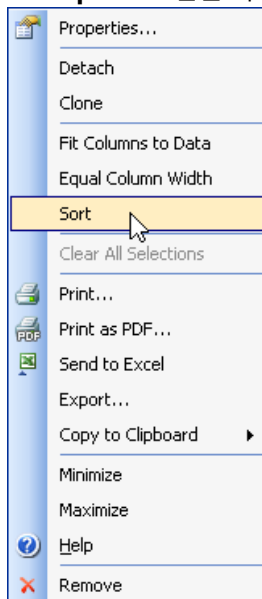 Properties...
Detach
Clone
Fit Columns to Data
Equal Column Width
Sort
Clear All Selections
Print...
PDF
Print as PDF...
Send to Excel
Export...
Copy to Clipboard
Minimize
Maximize
Help
Remove